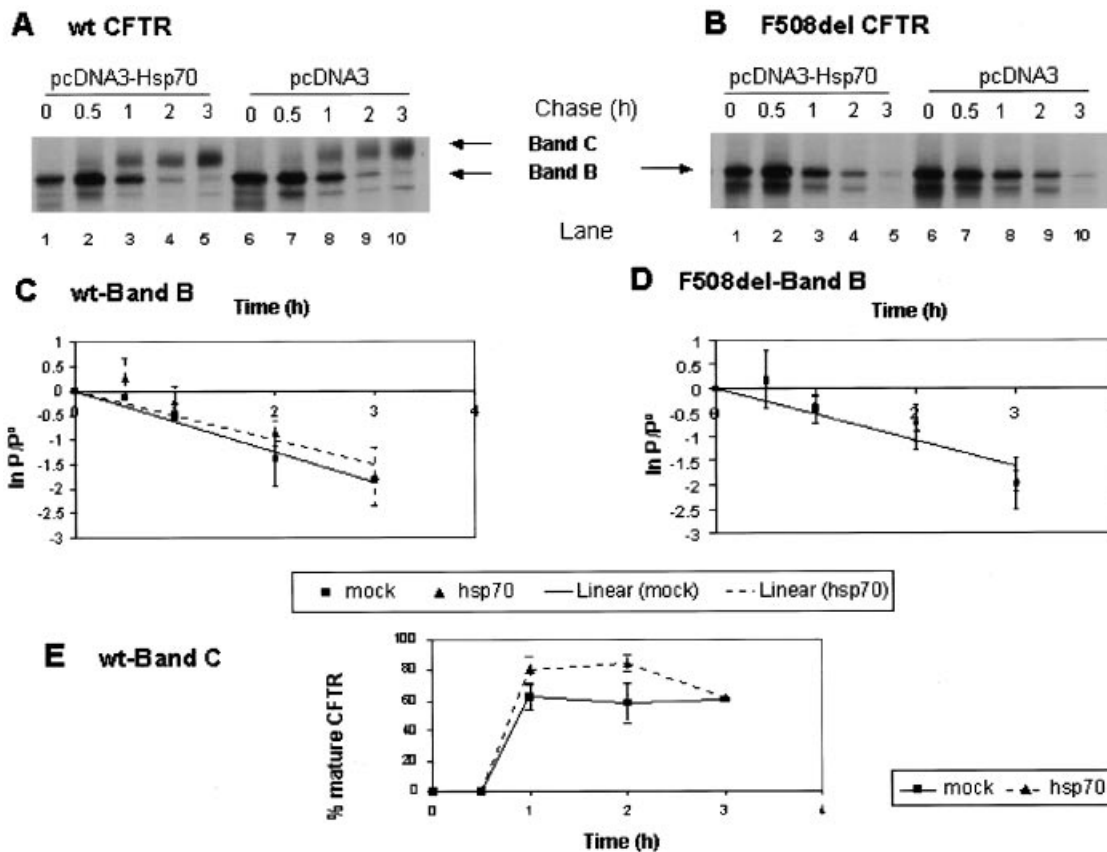 A wt CFTR
pcDNA3-Hsp70 pcDNA3
0 0.5 1 2 3 0 0.5 1 2 3
Chase (h)
Band C
Band B
1 2 3 4 5 6 7 8 9 10
Lane
B F508del CFTR
pcDNA3-Hsp70 pcDNA3
0 0.5 1 2 3 0 0.5 1 2 3
1 2 3 4 5 6 7 8 9 10
C wt-Band B
Time (h)
1
0.5
0
-0.5
-1
-1.5
-2
-2.5
-3
0 2 3 4
ln P/Pº
D F508del-Band B
Time (h)
1
0.5
0
-0.5
-1
-1.5
-2
-2.5
-3
0 2 3
ln P/Pº
mock hsp70 Linear (mock) Linear (hsp70)
E wt-Band C
100
80
60
40
20
0
% mature CFTR
0 1 2 3 4
Time (h)
mock hsp70